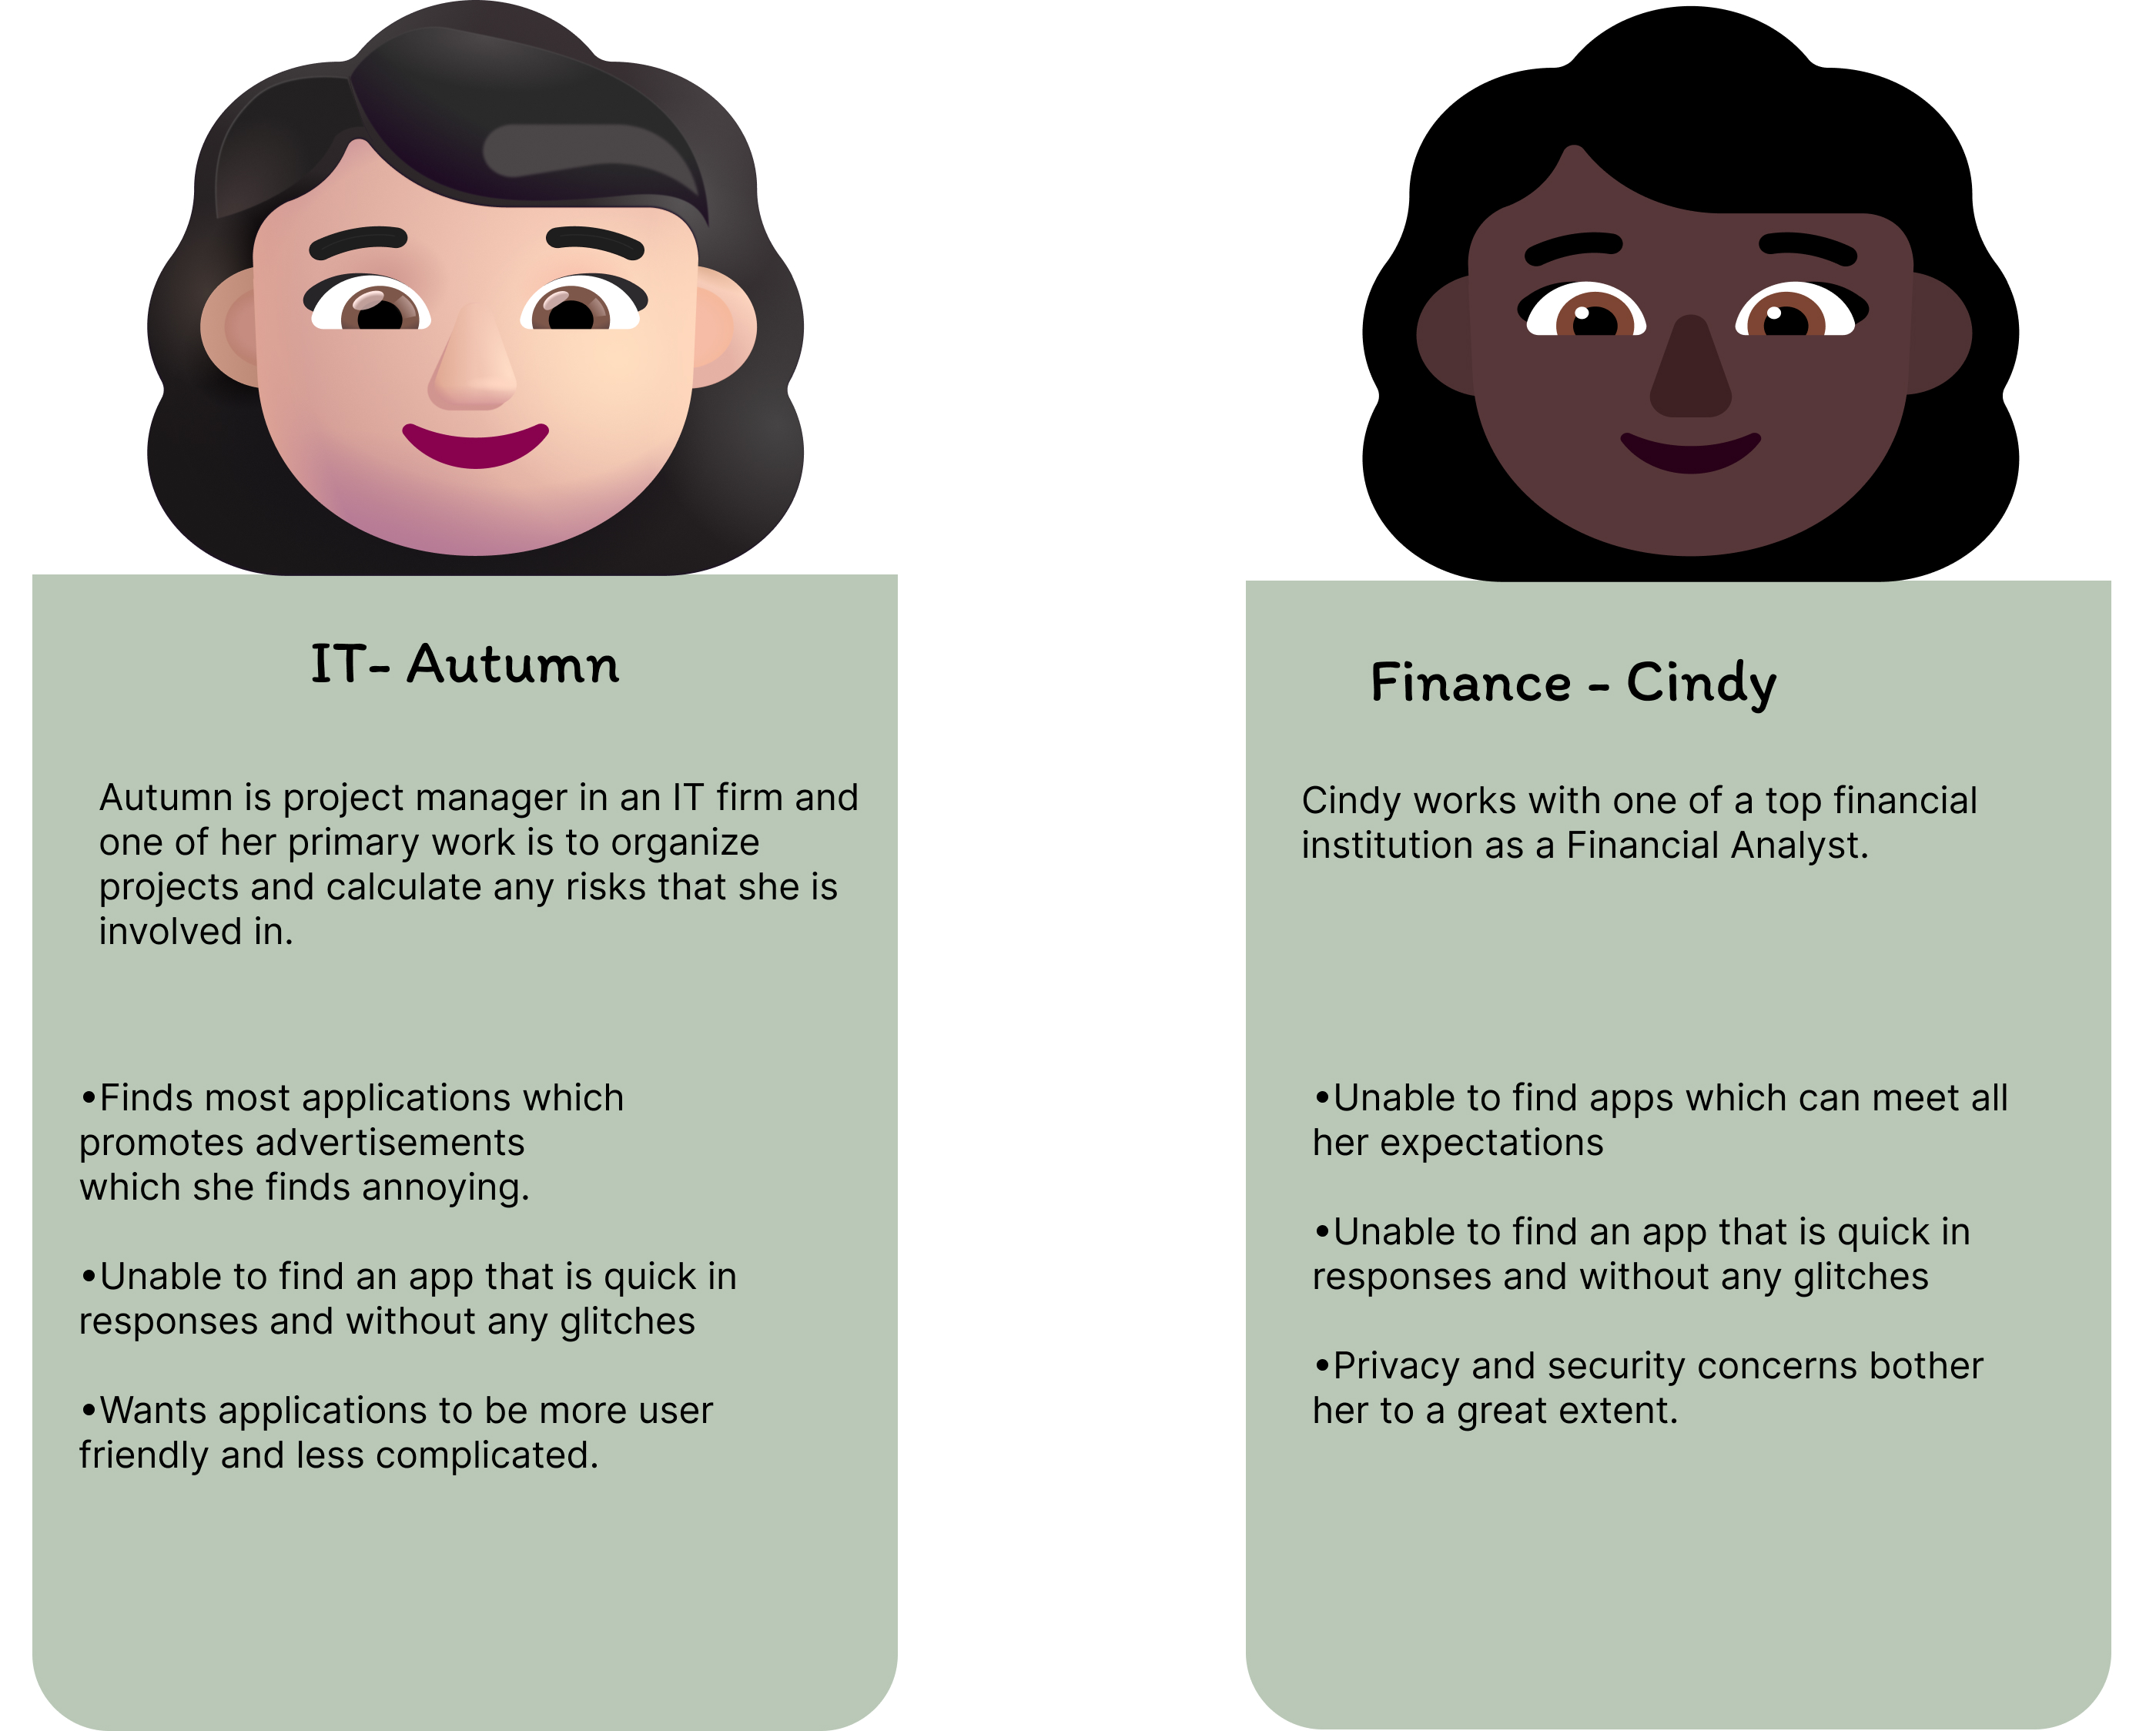 IT- Autumn
Autumn is project manager in an IT firm and
one of her primary work is to organize
projects and calculate any risks that she is
involved in.
•Finds most applications which
promotes advertisements
which she finds annoying.
•Unable to find an app that is quick in
responses and without any glitches
•Wants applications to be more user
friendly and less complicated.
Finance - Cindy
Cindy works with one of a top financial
institution as a Financial Analyst.
•Unable to find apps which can meet all
her expectations
•Unable to find an app that is quick in
responses and without any glitches
•Privacy and security concerns bother
her to a great extent.